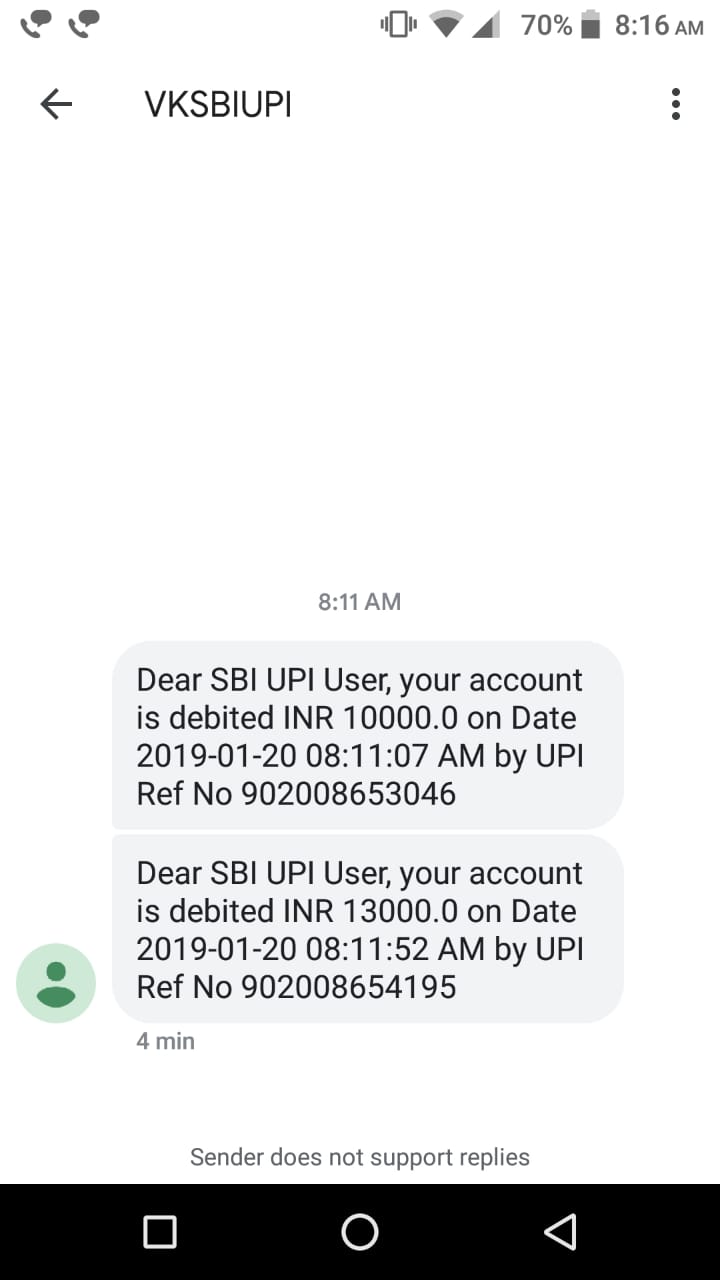 70% 8:16 AM
VKSBIUPI
8:11 AM
Dear SBI UPI User, your account
is debited INR 10000.0 on Date
2019-01-20 08:11:07 AM by UPI
Ref No 902008653046
Dear SBI UPI User, your account
is debited INR 13000.0 on Date
2019-01-20 08:11:52 AM by UPI
Ref No 902008654195
4 min
Sender does not support replies